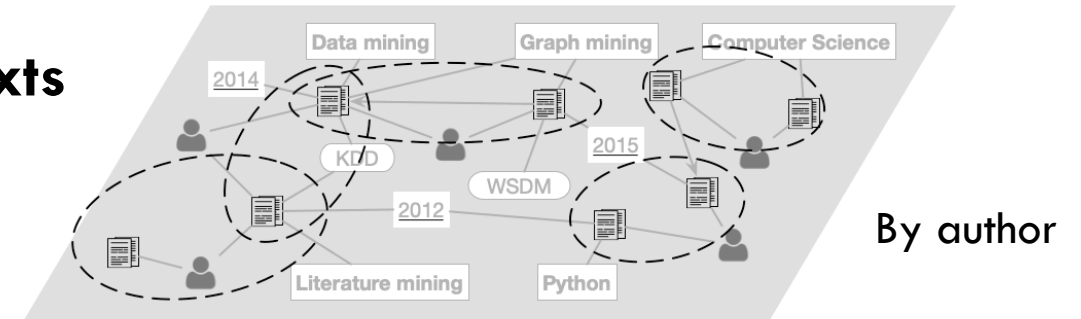 xts
Data mining
Graph mining
Computer Science
2014
KDD
2015
WSDM
2012
By author
Literature mining
Python